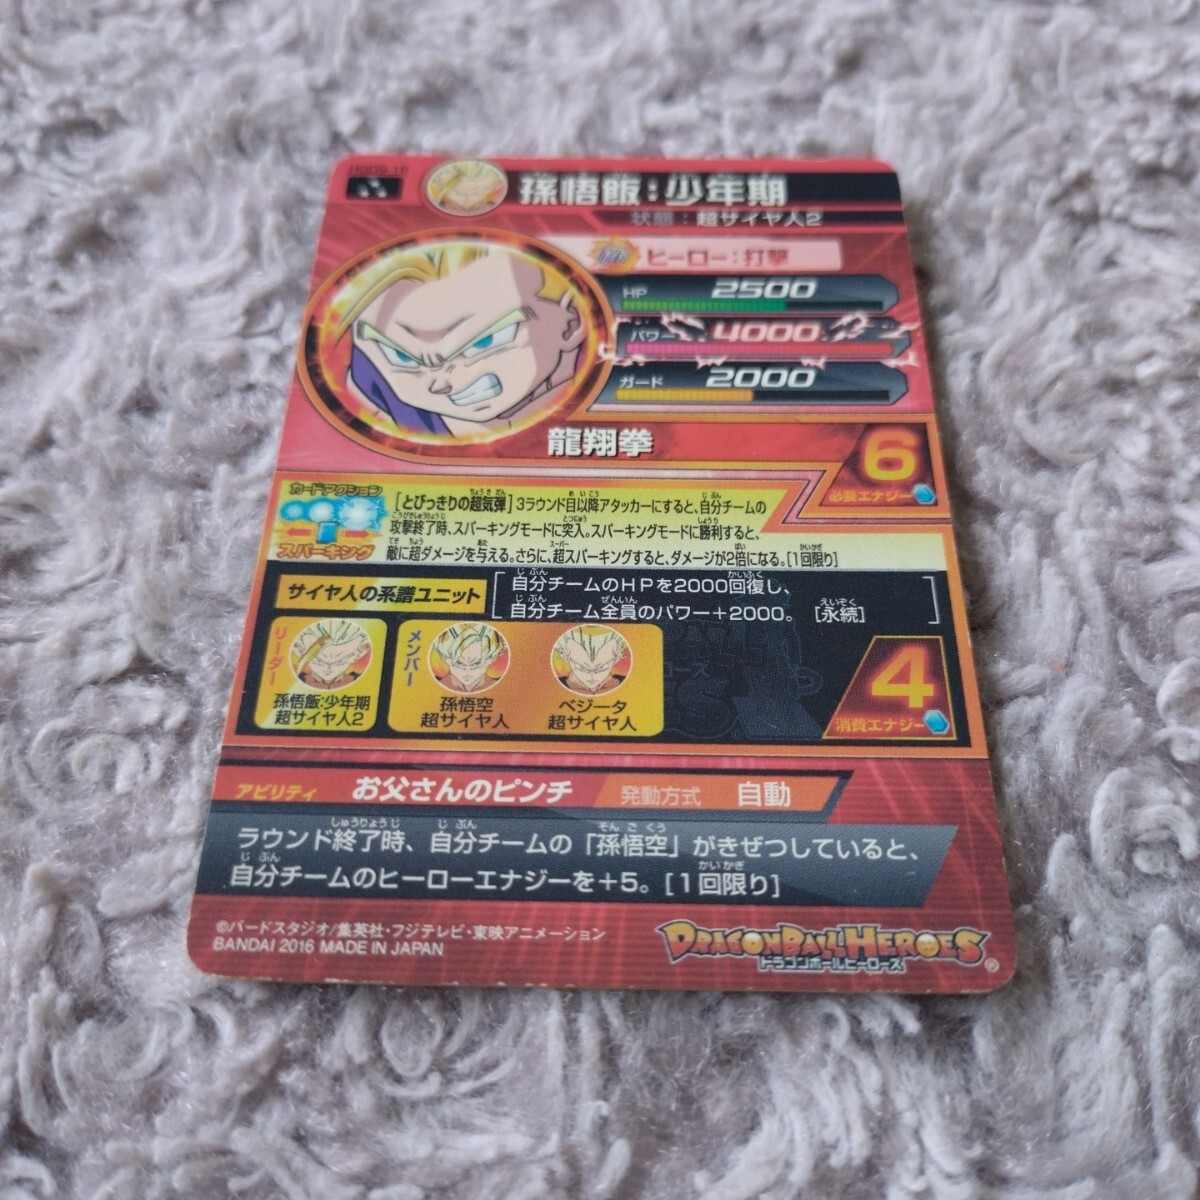 孫悟飯:少年期
状態：超サイヤ人2
ヒーロー:打撃
HP 2500
パワー 4000
ガード 2000
龍翔拳
6
必要エナジー
カードアクション
スパーキング
[とびっきりの超気弾]3ラウンド目以降アタッカーにすると、自分チームの
攻撃終了時、スパーキングモードに突入。スパーキングモードに勝利すると、
敵に超ダメージを与える。さらに、超スパーキングすると、ダメージが2倍になる。[1回限り]
サイヤ人の系譜ユニット
自分チームのHPを2000回復し、
自分チーム全員のパワー+2000。 [永続]
リーダー
孫悟飯:少年期
超サイヤ人2
メンバー
孫悟空
超サイヤ人
ベジータ
超サイヤ人
4
消費エナジー
アビリティ お父さんのピンチ 発動方式 自動
ラウンド終了時、自分チームの「孫悟空」がきぜつしていると、
自分チームのヒーローエナジーを+5。[1回限り]
©バードスタジオ/集英社・フジテレビ・東映アニメーション
BANDAI 2016 MADE IN JAPAN
DRAGONBALL HEROES
ドラゴンボールヒーローズ